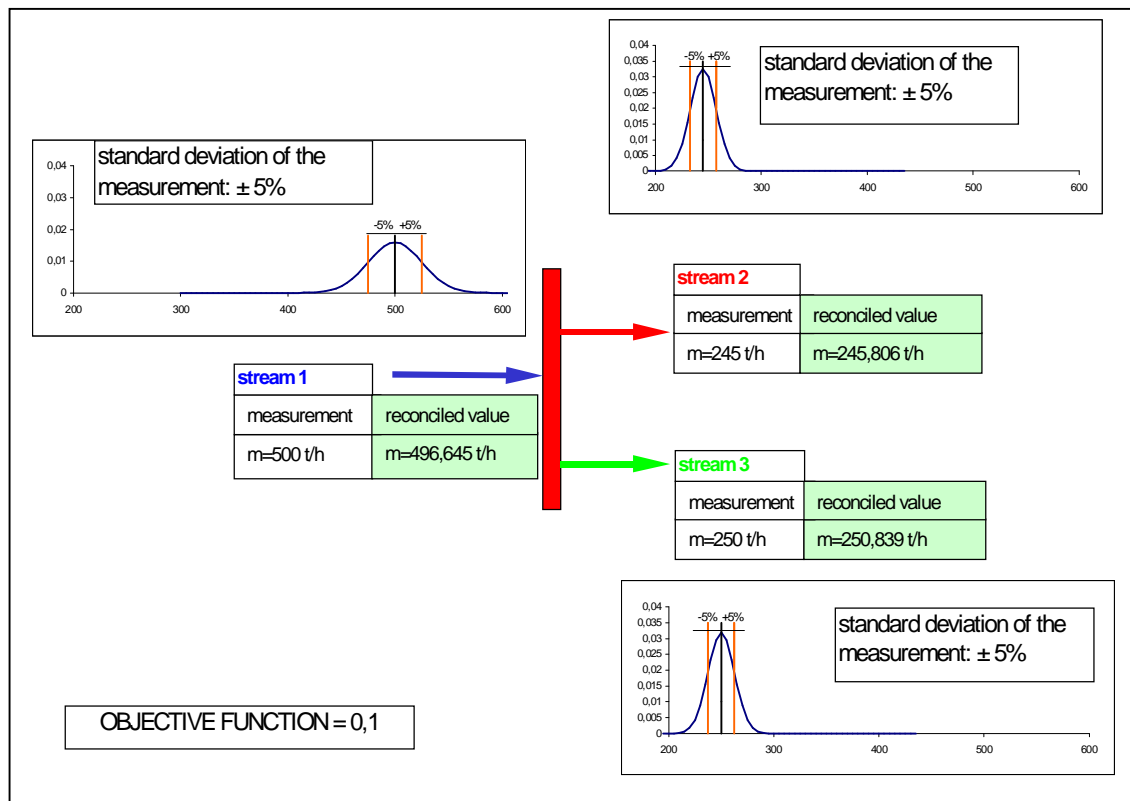 standard deviation of the
measurement: ± 5%
-5% +5%
0,04
0,035
0,03
0,025
0,02
0,015
0,01
0,005
0
200 300 400 500 600
standard deviation of the
measurement: ± 5%
-5% +5%
0,04
0,03
0,02
0,01
0
200 300 400 500 600
stream 2
measurement reconciled value
m=245 t/h m=245,806 t/h
stream 1
measurement reconciled value
m=500 t/h m=496,645 t/h
stream 3
measurement reconciled value
m=250 t/h m=250,839 t/h
standard deviation of the
measurement: ± 5%
-5% +5%
0,04
0,035
0,03
0,025
0,02
0,015
0,01
0,005
0
200 300 400 500 600
OBJECTIVE FUNCTION = 0,1